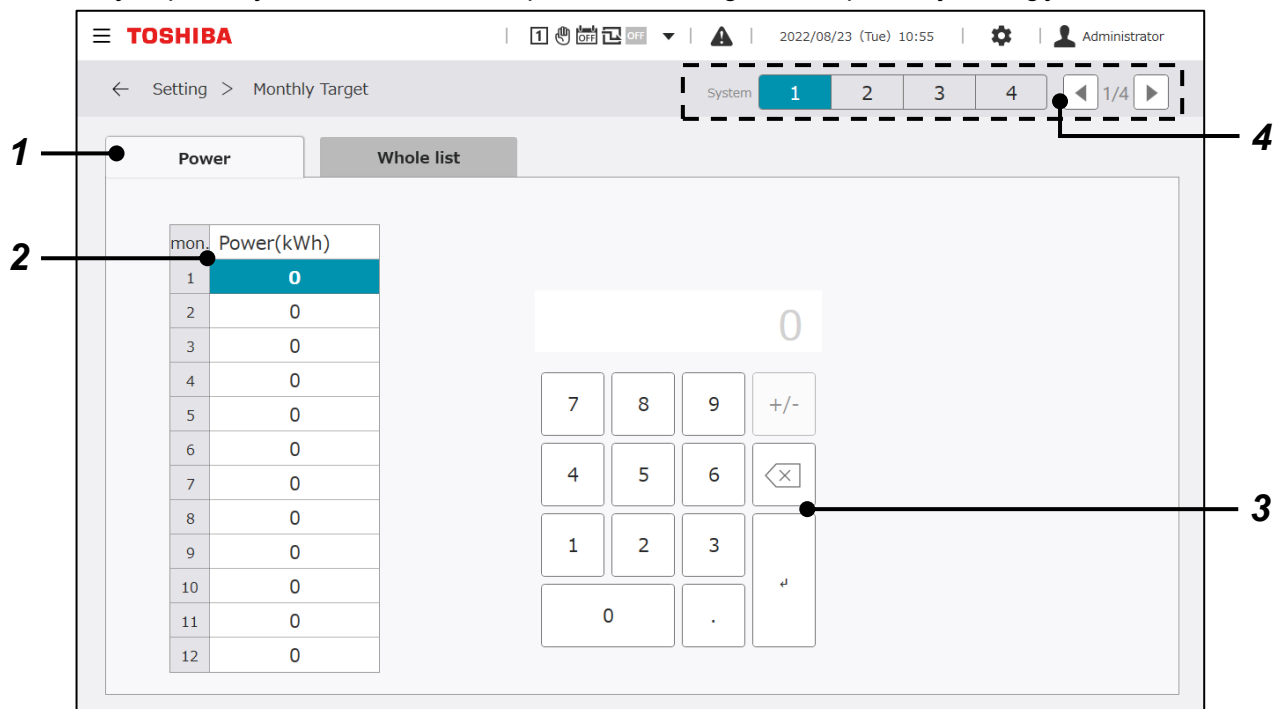 TOSHIBA | 1 OFF OFF ▼ | | 2022/08/23 (Tue) 10:55 | | Administrator
← Setting > Monthly Target System 1 2 3 4 ◀ 1/4 ▶
4
1
Power Whole list
2
mon. Power(kWh)
1 0
2 0
3 0
4 0
5 0
6 0
7 0
8 0
9 0
10 0
11 0
12 0
0
7 8 9 +/-
4 5 6
3
1 2 3
0 .